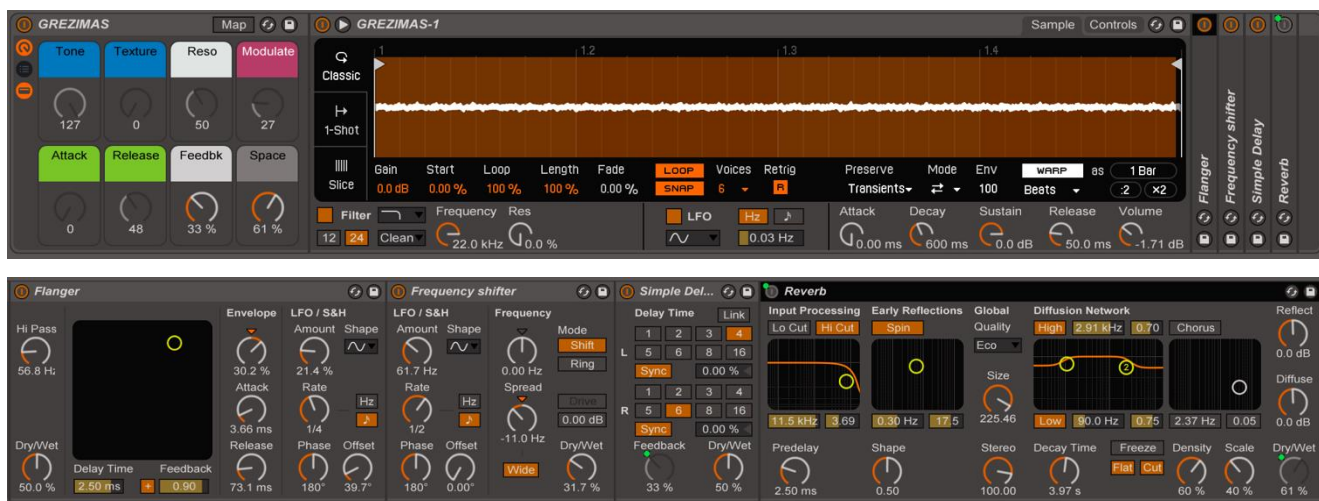 GREZIMAS Map
Tone Texture Reso Modulate
127 0 50 27
Attack Release Feedbk Space
0 48 33 % 61 %
GREZIMAS-1 Sample Controls
1 1.2 1.3 1.4
Classic
1-Shot
Slice
Gain Start Loop Length Fade LOOP Voices Retrig Preserve Mode Env WARP as 1 Bar
0.0 dB 0.00 % 100 % 100 % 0.00 % SNAP 6 R Transients 100 Beats :2 ×2
Filter Frequency Res LFO Hz Attack Decay Sustain Release Volume
12 24 Clean 22.0 kHz 0.0 % 0.03 Hz 0.00 ms 600 ms 0.0 dB 50.0 ms -1.71 dB
Flanger
Frequency shifter
Simple Delay
Reverb
Flanger
Hi Pass
56.8 Hz
Dry/Wet
50.0 %
Delay Time Feedback
2.50 ms + 0.90
Envelope
30.2 %
Attack
3.66 ms
Release
73.1 ms
LFO / S&H
Amount Shape
21.4 %
Rate Hz
1/4
Phase Offset
180° 39.7°
Frequency shifter
LFO / S&H
Amount Shape
61.7 Hz
Rate Hz
1/2
Phase Offset
180° 0.00°
Frequency
0.00 Hz
Spread
-11.0 Hz
Wide
Mode
Shift
Ring
Drive
0.00 dB
Dry/Wet
31.7 %
Simple Del...
Delay Time Link
1 2 3 4
L 5 6 8 16
Sync 0.00 %
1 2 3 4
R 5 6 8 16
Sync 0.00 %
Feedback Dry/Wet
33 % 50 %
Reverb
Input Processing
Lo Cut Hi Cut
11.5 kHz 3.69
Predelay
2.50 ms
Early Reflections
Spin
0.30 Hz 17.5
Shape
0.50
Global
Quality
Eco
Size
225.46
Stereo
100.00
Diffusion Network
High 2.91 kHz 0.70 Chorus
2
Low 90.0 Hz 0.75 2.37 Hz 0.05
Decay Time Freeze Density Scale
Flat Cut
3.97 s 60 % 40 %
Reflect
0.0 dB
Diffuse
0.0 dB
Dry/Wet
61 %